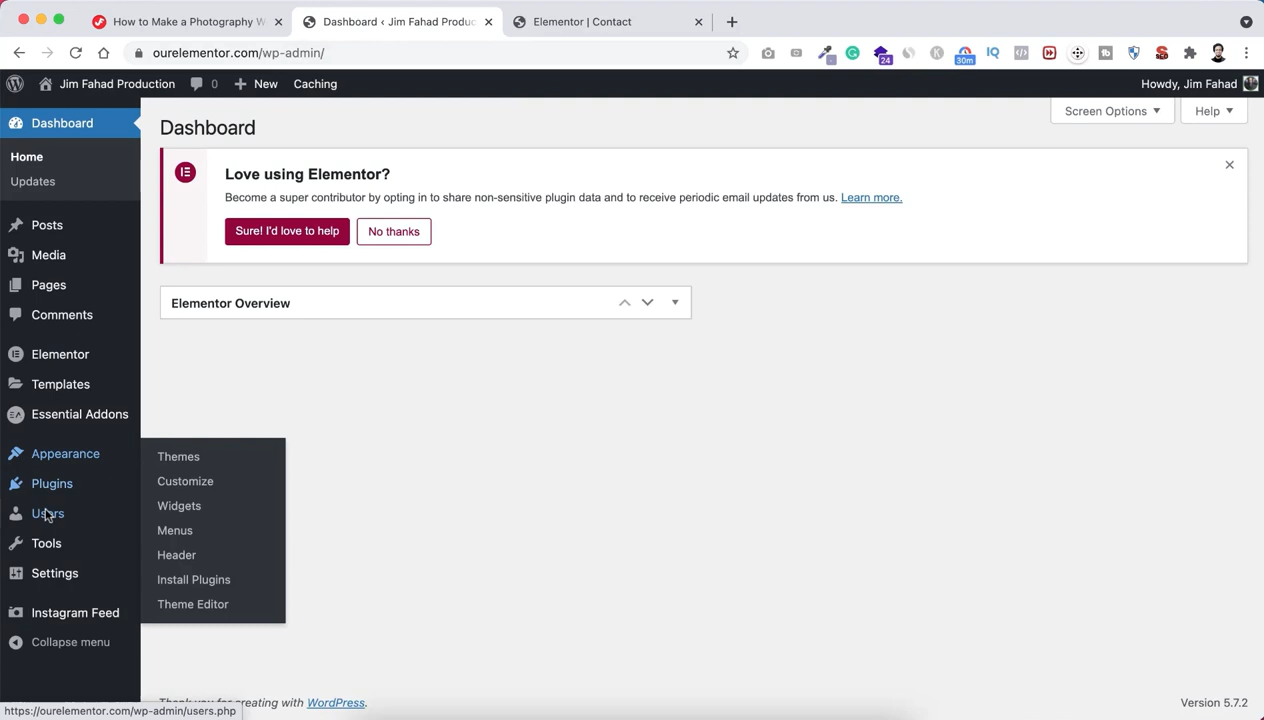 How to Make a Photography W
Dashboard ‹ Jim Fahad Produc
Elementor | Contact
ourelementor.com/wp-admin/
24
30m
IQ
Jim Fahad Production
0
New
Caching
Howdy, Jim Fahad
Dashboard
Home
Updates
Posts
Media
Pages
Comments
Elementor
Templates
Essential Addons
Appearance
Plugins
Users
Tools
Settings
Instagram Feed
Collapse menu
Themes
Customize
Widgets
Menus
Header
Install Plugins
Theme Editor
Dashboard
Screen Options
Help
Love using Elementor?
Become a super contributor by opting in to share non-sensitive plugin data and to receive periodic email updates from us. Learn more.
Sure! I'd love to help
No thanks
Elementor Overview
Thank you for creating with WordPress.
Version 5.7.2
https://ourelementor.com/wp-admin/users.php